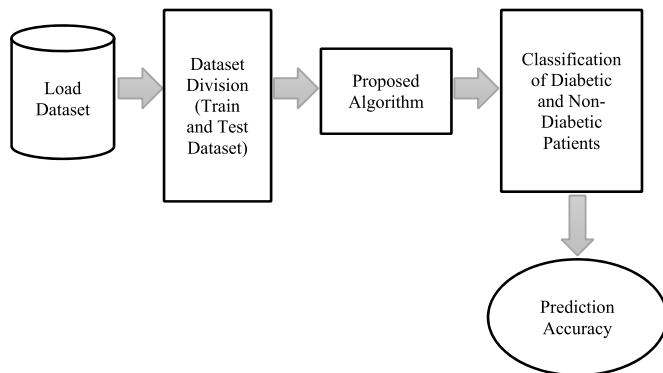 Load
Dataset
Dataset
Division
(Train
and Test
Dataset)
Proposed
Algorithm
Classification
of Diabetic
and Non-
Diabetic
Patients
Prediction
Accuracy